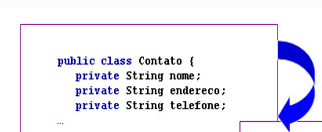 public class Contato {
private String nome;
private String endereco;
private String telefone;
...